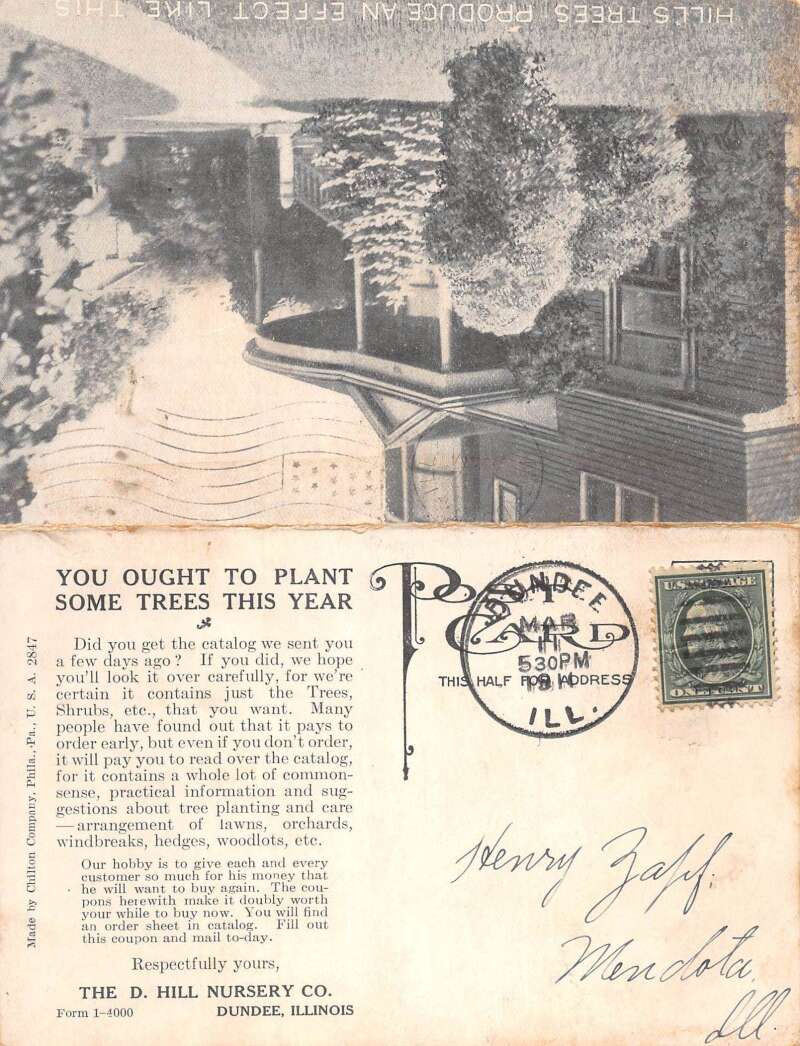 HILL'S TREES PRODUCE AN EFFECT LIKE THIS
YOU OUGHT TO PLANT
SOME TREES THIS YEAR
Did you get the catalog we sent you
a few days ago? If you did, we hope
you'll look it over carefully, for we're
certain it contains just the Trees,
Shrubs, etc., that you want. Many
people have found out that it pays to
order early, but even if you don't order,
it will pay you to read over the catalog,
for it contains a whole lot of common-
sense, practical information and sug-
gestions about tree planting and care
—arrangement of lawns, orchards,
windbreaks, hedges, woodlots, etc.
Our hobby is to give each and every
customer so much for his money that
he will want to buy again. The cou-
pons herewith make it doubly worth
your while to buy now. You will find
an order sheet in catalog. Fill out
this coupon and mail to-day.
Respectfully yours,
THE D. HILL NURSERY CO.
Form 1-4000 DUNDEE, ILLINOIS
Made by Chilton Company, Phila., Pa., U. S. A. 2847
POST
CARD
THIS HALF FOR ADDRESS
DUNDEE
MAR
11
530PM
ILL.
U.S. POSTAGE
ONE CENT
Henry Zapf.
Mendota
Ill.